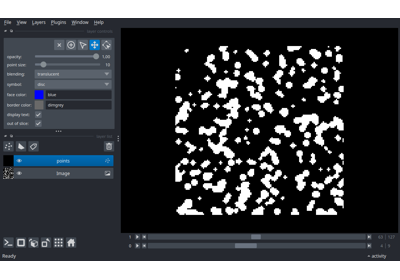 File View Layers Plugins Window Help
opacity: 1.00
point size: 10
blending: translucent
symbol: disc
face color: blue
border color: dimgrey
display text:
out of slice:
points
Image
Ready
activity